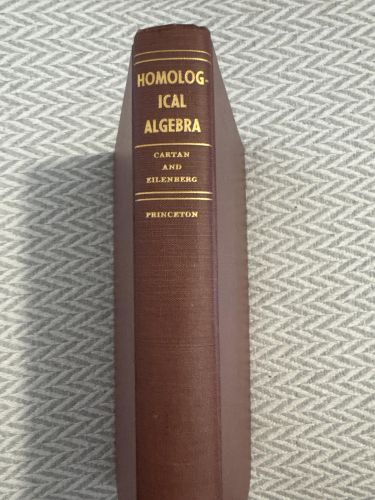 HOMOLOG-
ICAL
ALGEBRA
CARTAN
AND
EILENBERG
PRINCETON